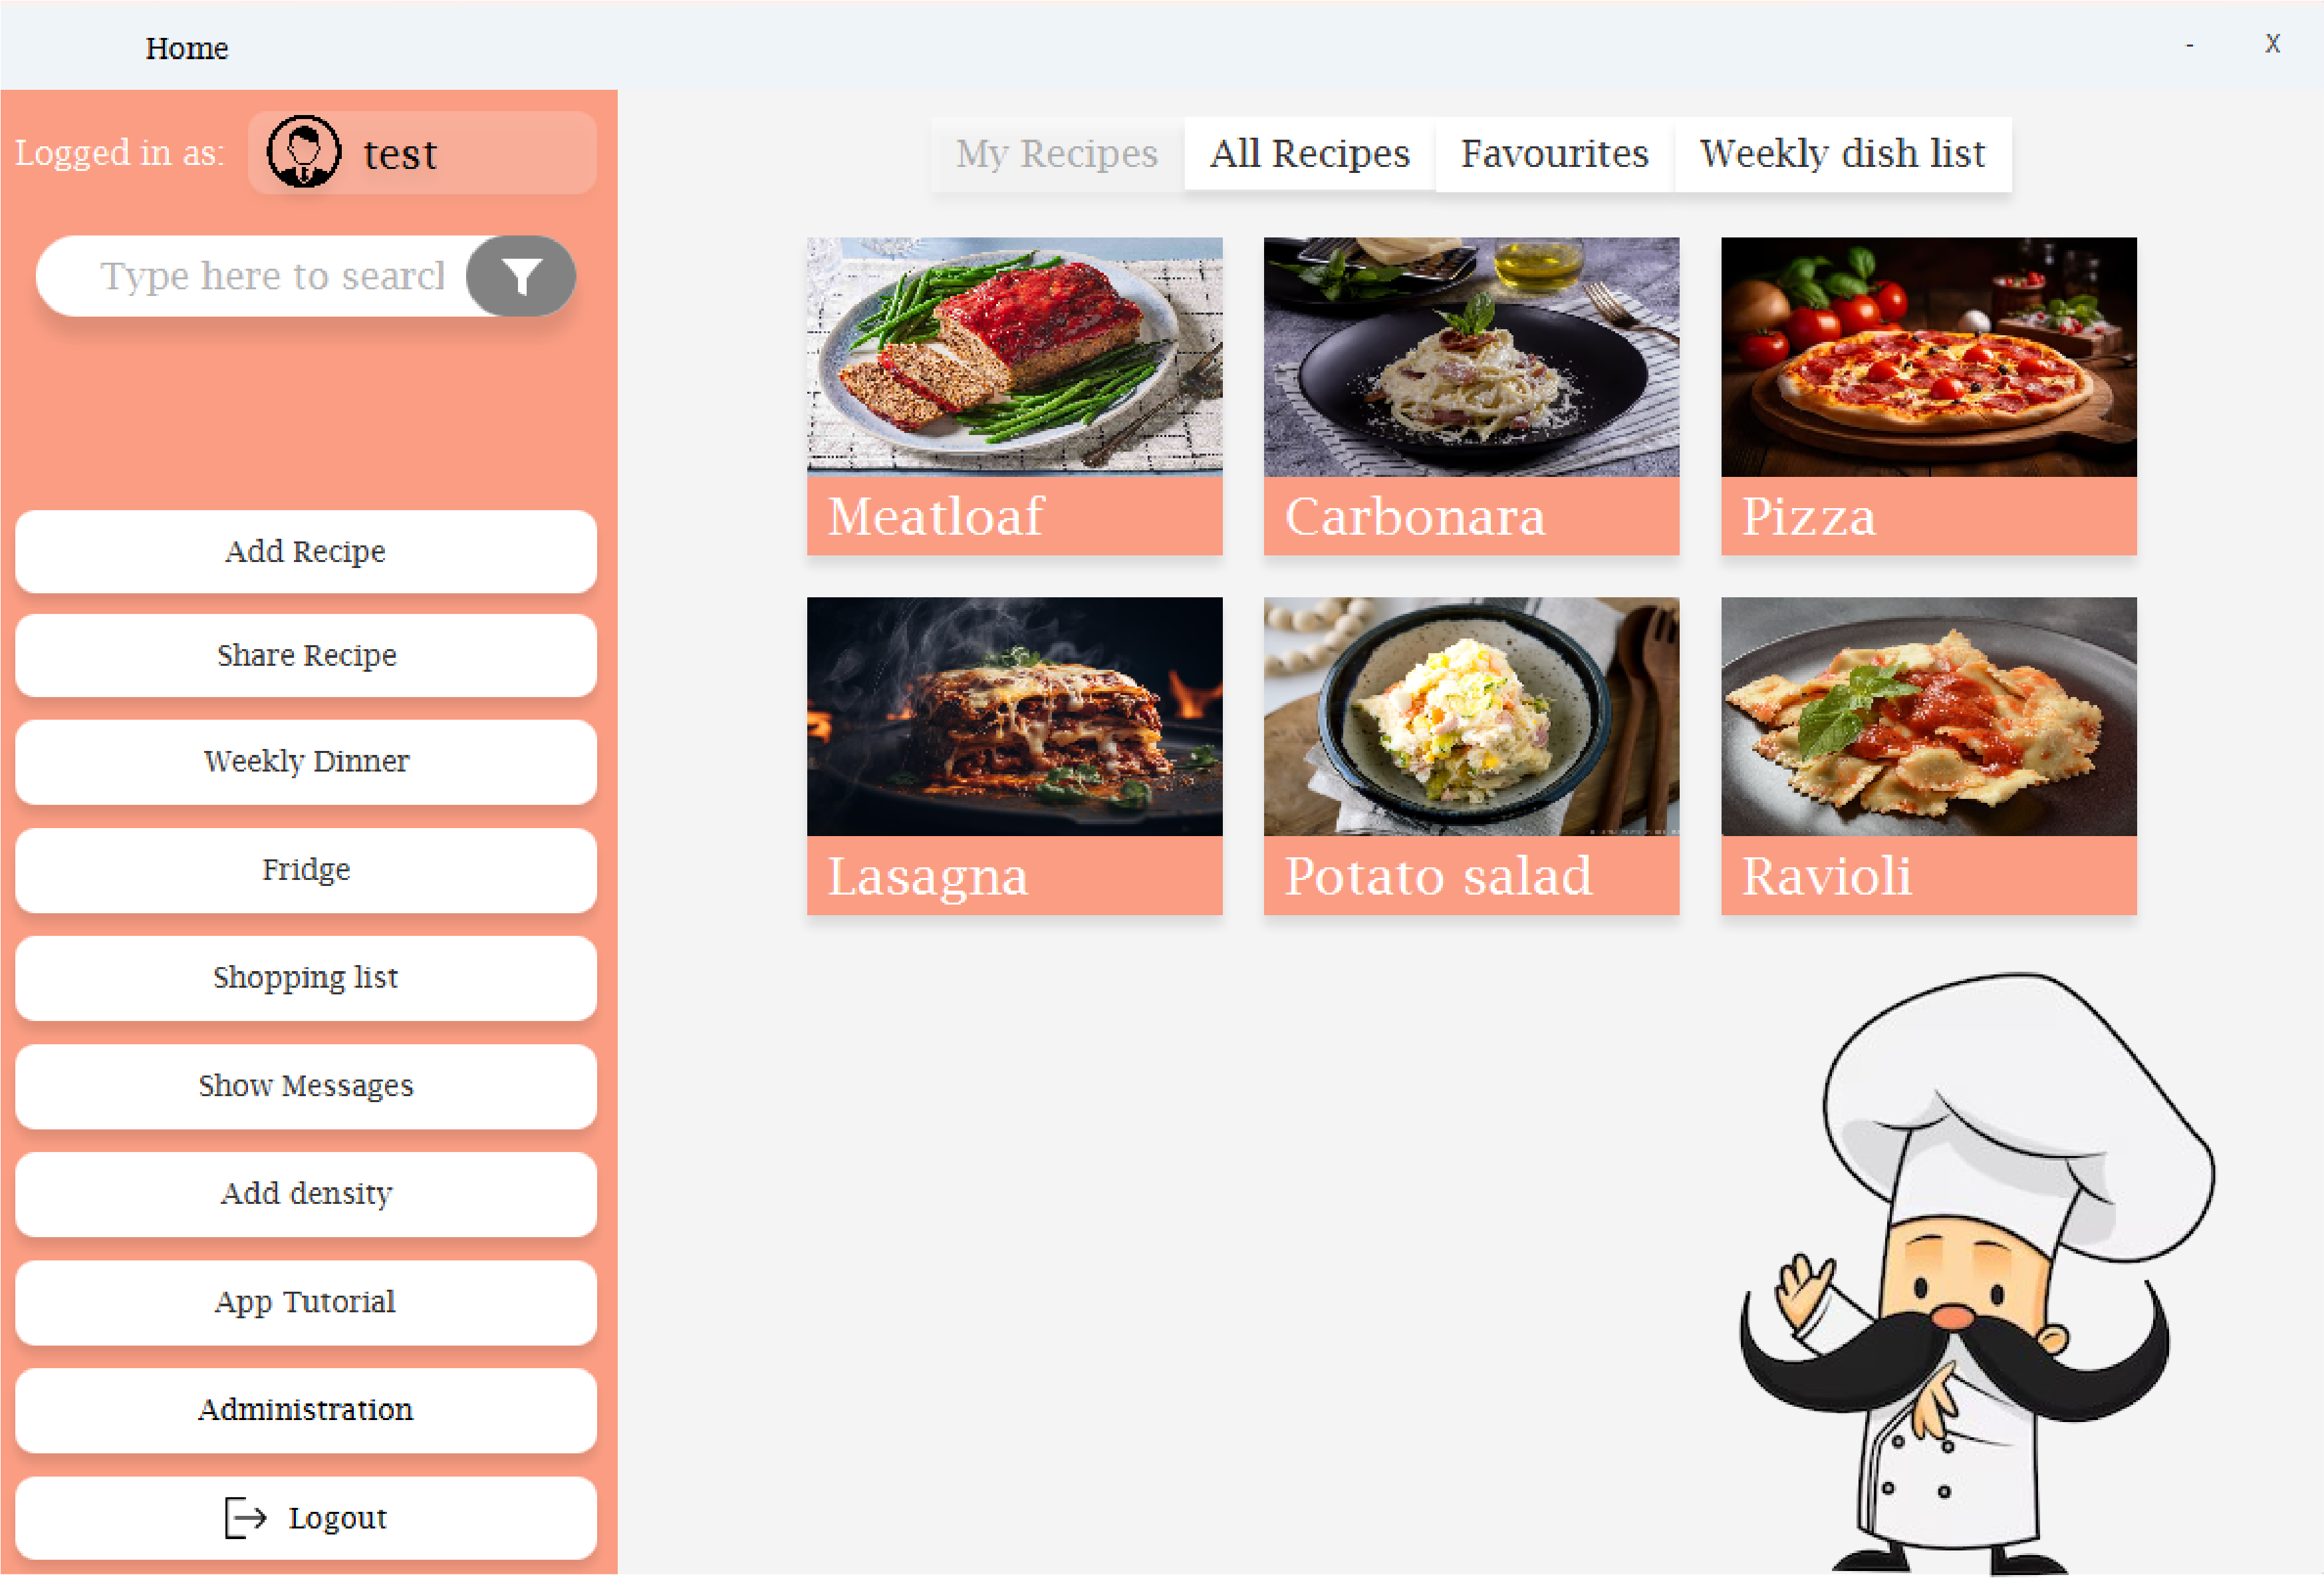 Home
- X
Logged in as: test
Type here to search
My Recipes All Recipes Favourites Weekly dish list
Meatloaf Carbonara Pizza
Lasagna Potato salad Ravioli
Add Recipe
Share Recipe
Weekly Dinner
Fridge
Shopping list
Show Messages
Add density
App Tutorial
Administration
Logout